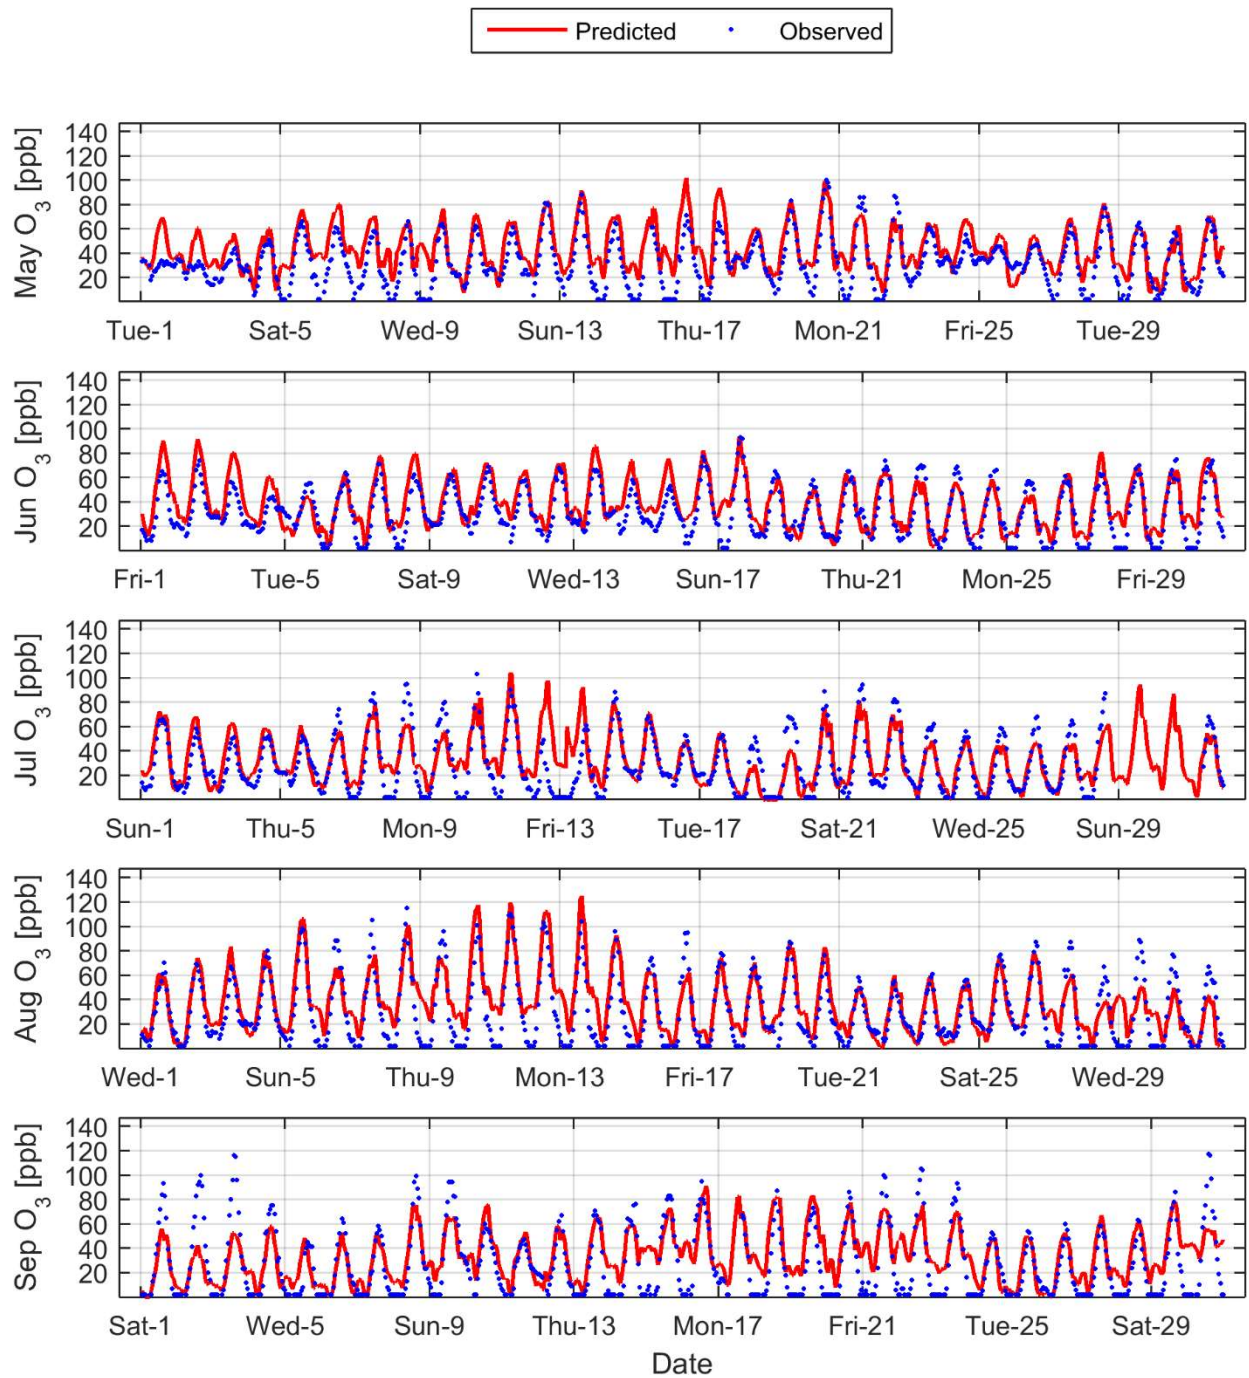 Predicted Observed
May O3 [ppb]
140
120
100
80
60
40
20
Tue-1 Sat-5 Wed-9 Sun-13 Thu-17 Mon-21 Fri-25 Tue-29
Jun O3 [ppb]
140
120
100
80
60
40
20
Fri-1 Tue-5 Sat-9 Wed-13 Sun-17 Thu-21 Mon-25 Fri-29
Jul O3 [ppb]
140
120
100
80
60
40
20
Sun-1 Thu-5 Mon-9 Fri-13 Tue-17 Sat-21 Wed-25 Sun-29
Aug O3 [ppb]
140
120
100
80
60
40
20
Wed-1 Sun-5 Thu-9 Mon-13 Fri-17 Tue-21 Sat-25 Wed-29
Sep O3 [ppb]
140
120
100
80
60
40
20
Sat-1 Wed-5 Sun-9 Thu-13 Mon-17 Fri-21 Tue-25 Sat-29
Date